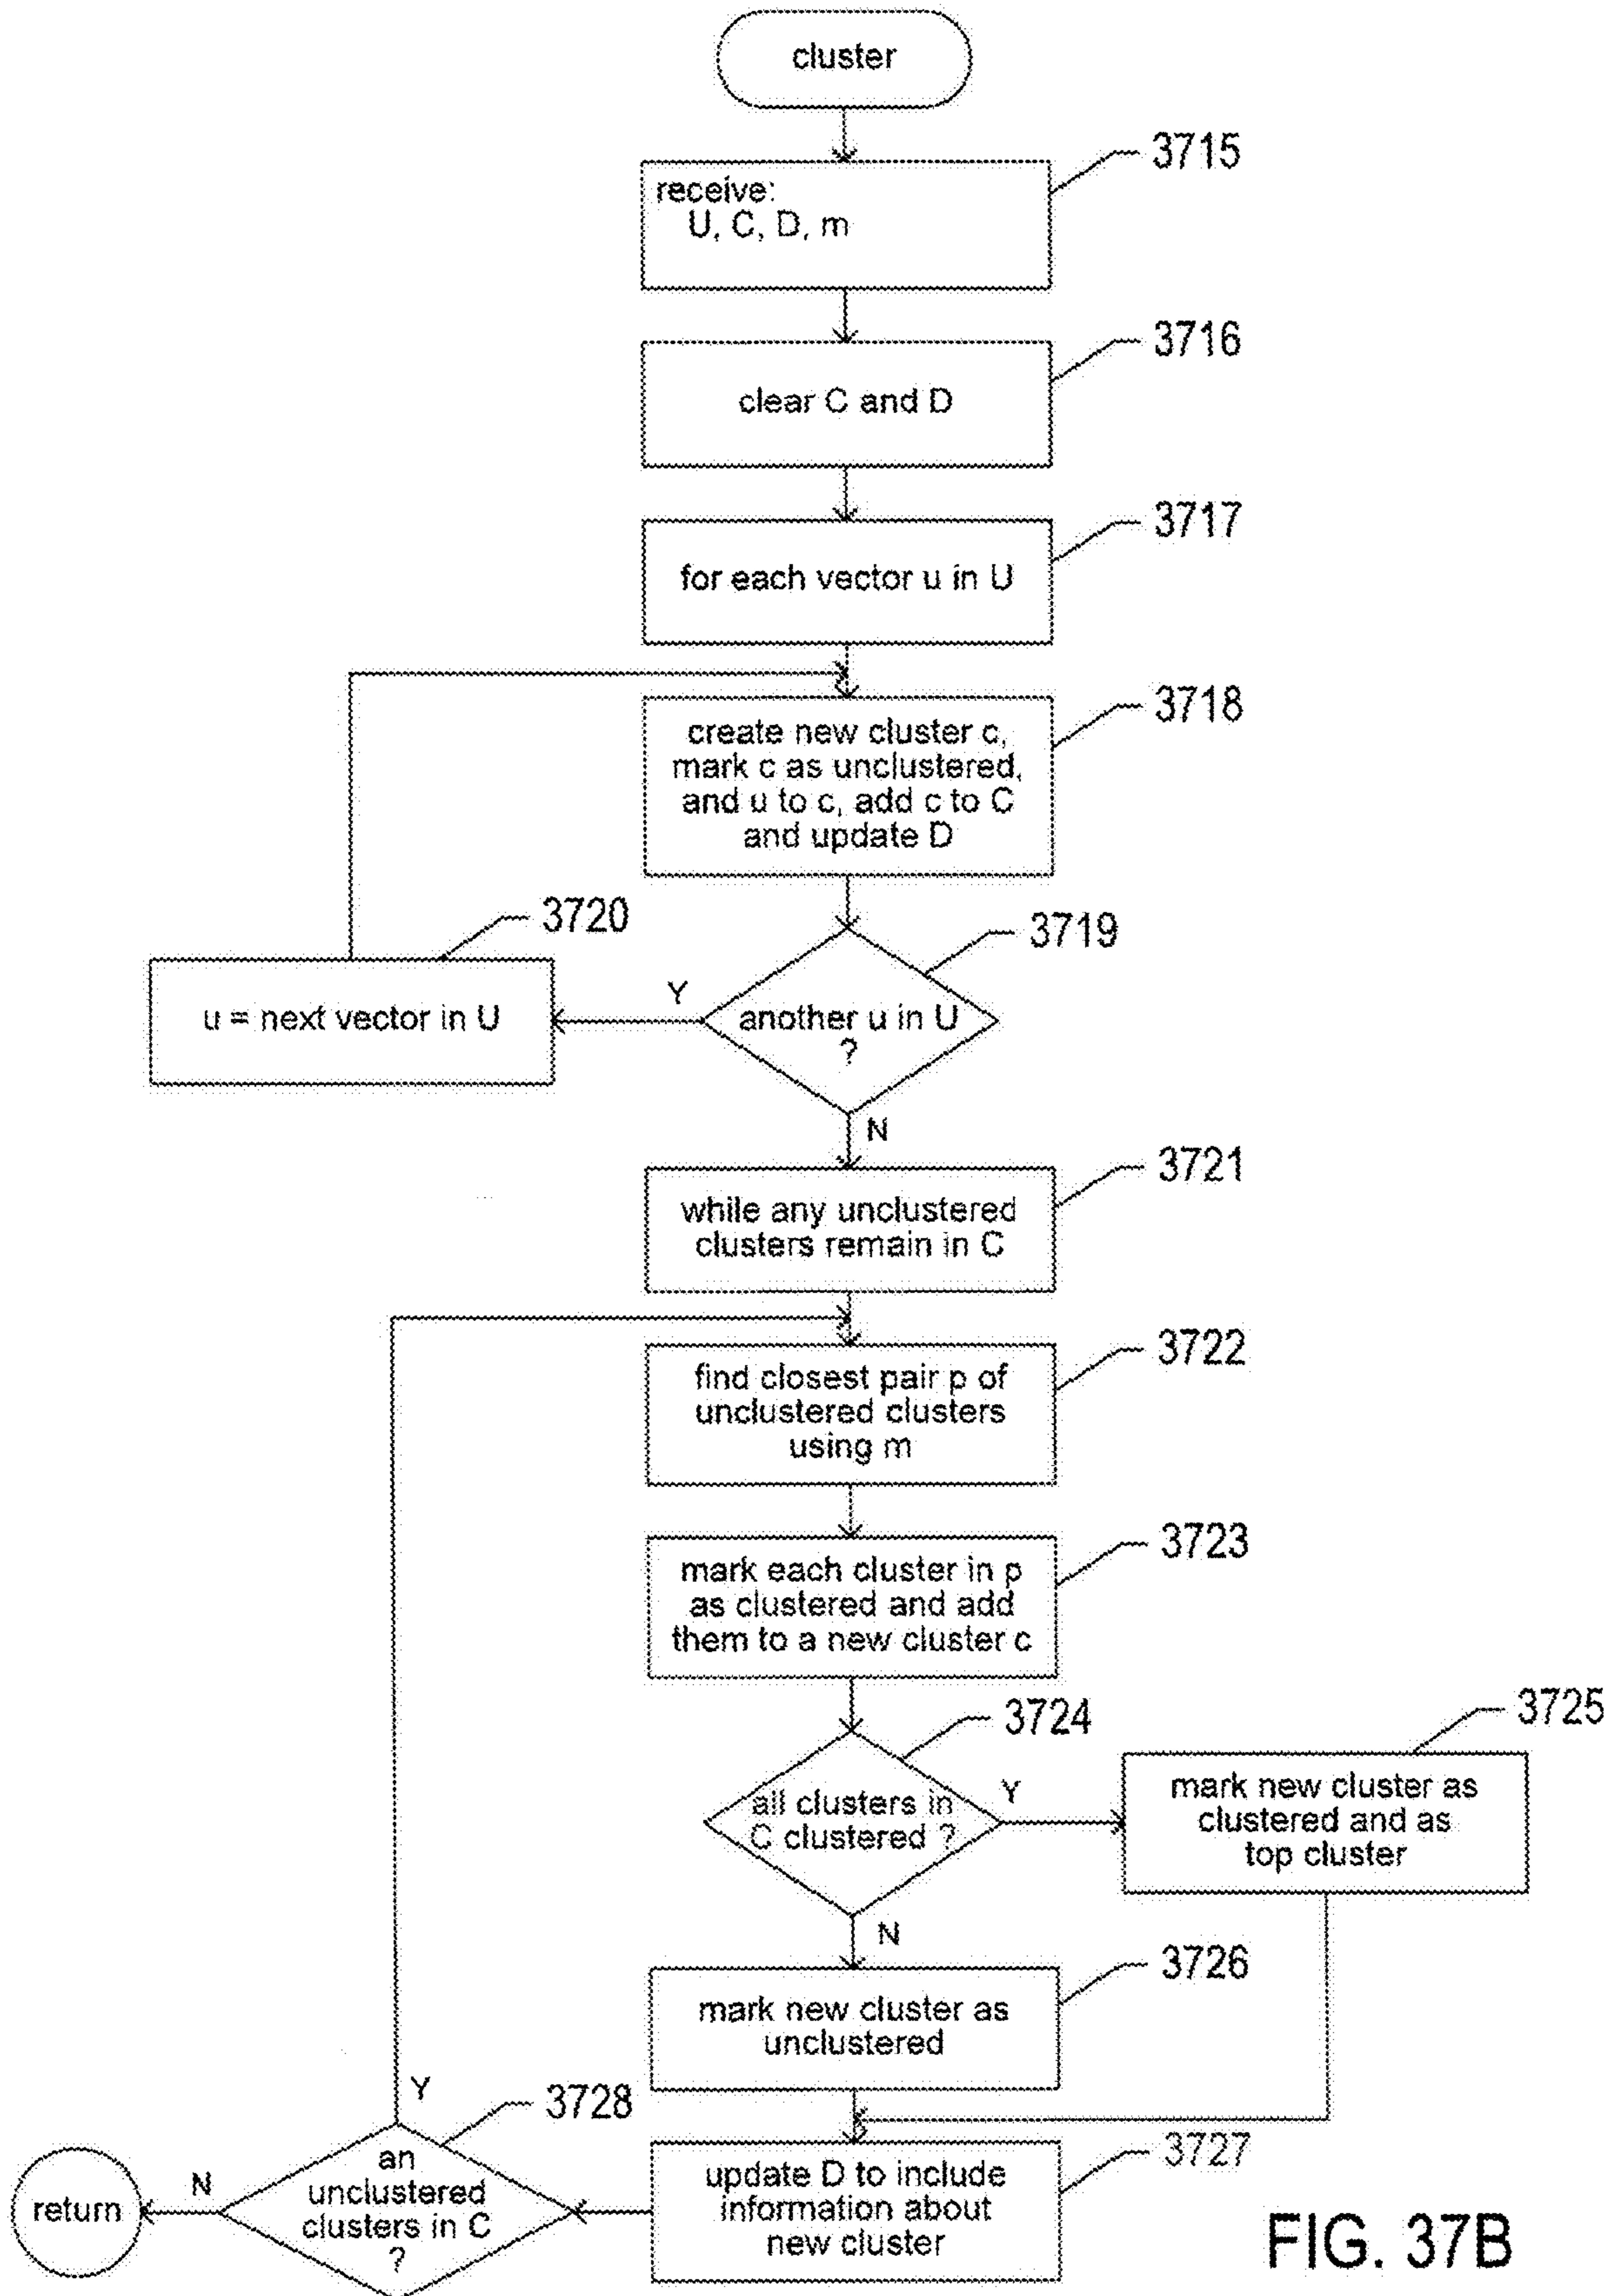 cluster
3715
receive:
U, C, D, m
3716
clear C and D
3717
for each vector u in U
3718
create new cluster c,
mark c as unclustered,
and u to c, add c to C
and update D
3720
3719
u = next vector in U
Y
another u in U
?
N
3721
while any unclustered
clusters remain in C
3722
find closest pair p of
unclustered clusters
using m
3723
mark each cluster in p
as clustered and add
them to a new cluster c
3724
3725
all clusters in
C clustered ?
Y
mark new cluster as
clustered and as
top cluster
N
3726
mark new cluster as
unclustered
Y
3728
3727
return
N
an
unclustered
clusters in C
?
update D to include
information about
new cluster
FIG. 37B